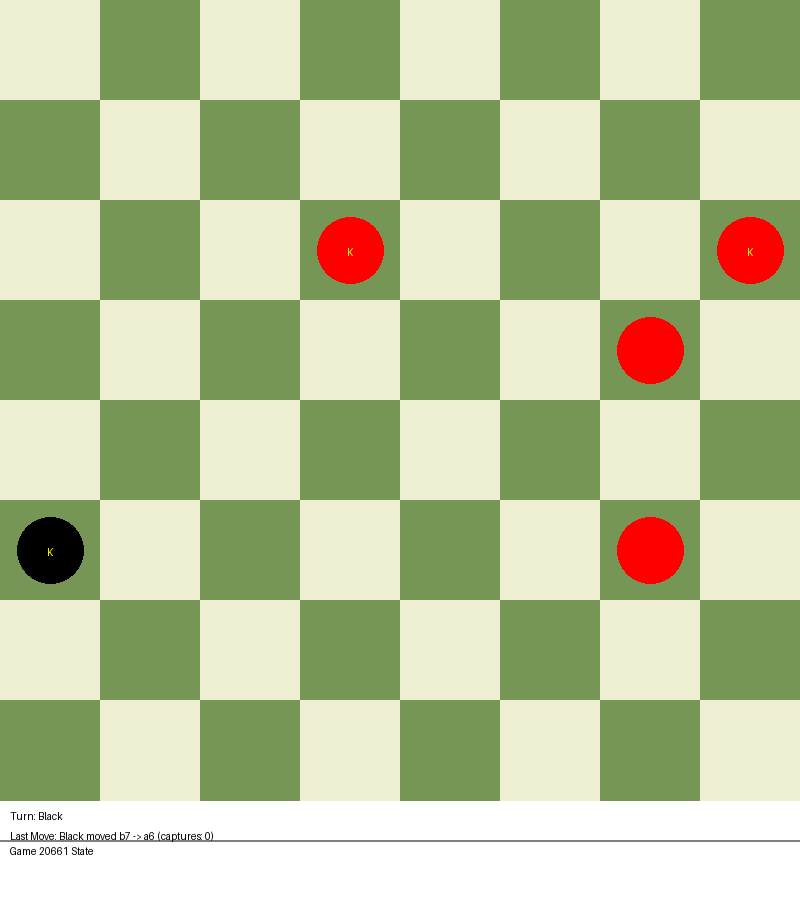 K
K
K
Turn: Black
Last Move: Black moved b7 -> a6 (captures: 0)
Game 20661 State